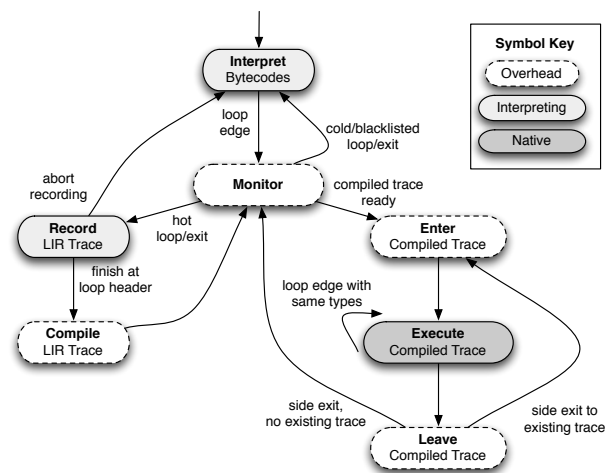 Symbol Key
Overhead
Interpreting
Native
Interpret
Bytecodes
loop
edge
cold/blacklisted
loop/exit
abort
recording
Monitor
compiled trace
ready
Record
LIR Trace
hot
loop/exit
Enter
Compiled Trace
finish at
loop header
loop edge with
same types
Compile
LIR Trace
Execute
Compiled Trace
side exit,
no existing trace
side exit to
existing trace
Leave
Compiled Trace